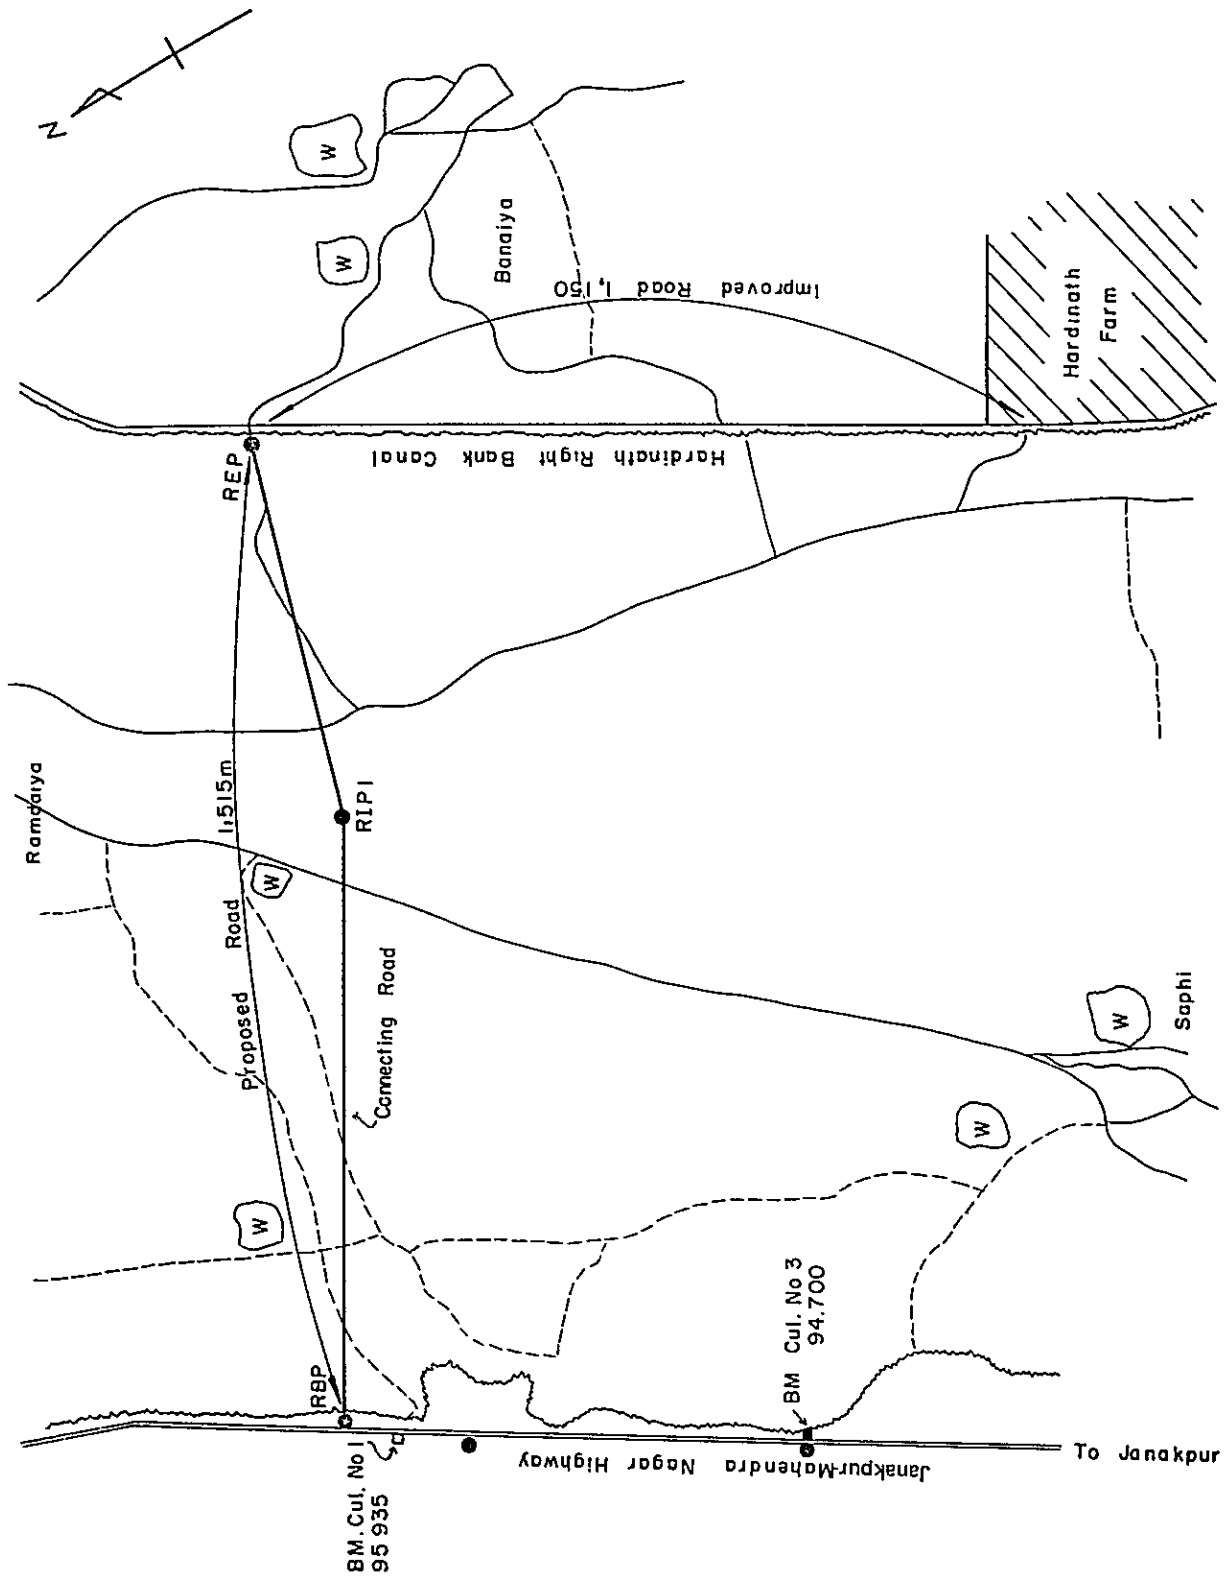 N
W
W
Banaiya
Improved Road 1,150
Hardinath
Farm
REP
Hardinath Right Bank Canal
Ramdaiya
1,515m
RIP1
W
Road
Proposed
Connecting Road
W
Saphi
W
W
RBP
BM Cul. No 3
94.700
BM. Cul. No 1
95 935
Janakpur-Mahendra Nagar Highway
To Janakpur